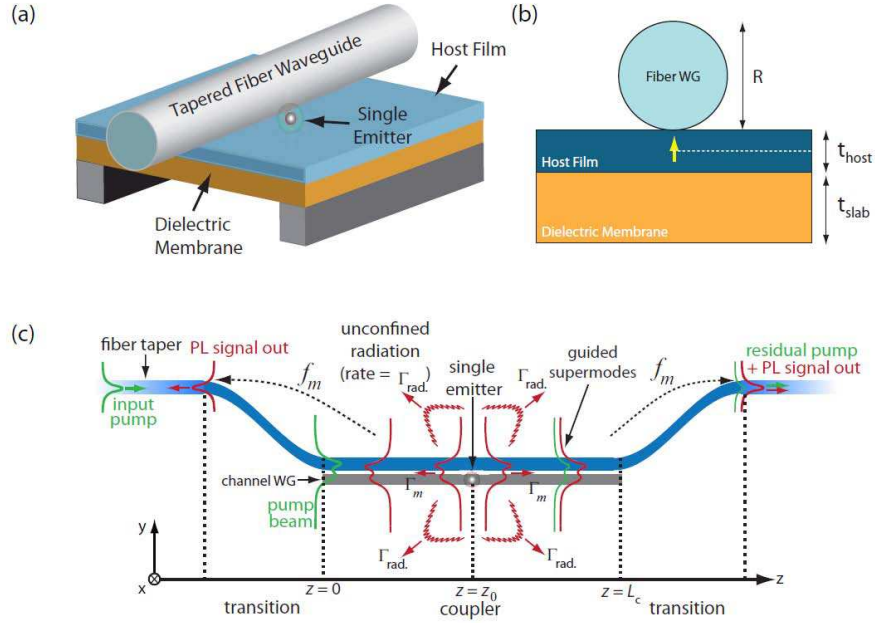 (a)
Tapered Fiber Waveguide
Host Film
Single
Emitter
Dielectric
Membrane
(b)
Fiber WG
R
Host Film
t_host
Dielectric Membrane
t_slab
(c)
fiber taper
PL signal out
input
pump
f_m
unconfined
radiation
(rate = Γ_rad.)
single
emitter
guided
supermodes
f_m
residual pump
+ PL signal out
Γ_rad.
Γ_rad.
channel WG
Γ_m
Γ_m
pump
beam
Γ_rad.
Γ_rad.
y
x
z
z = 0
z = z₀
z = L_c
transition
coupler
transition